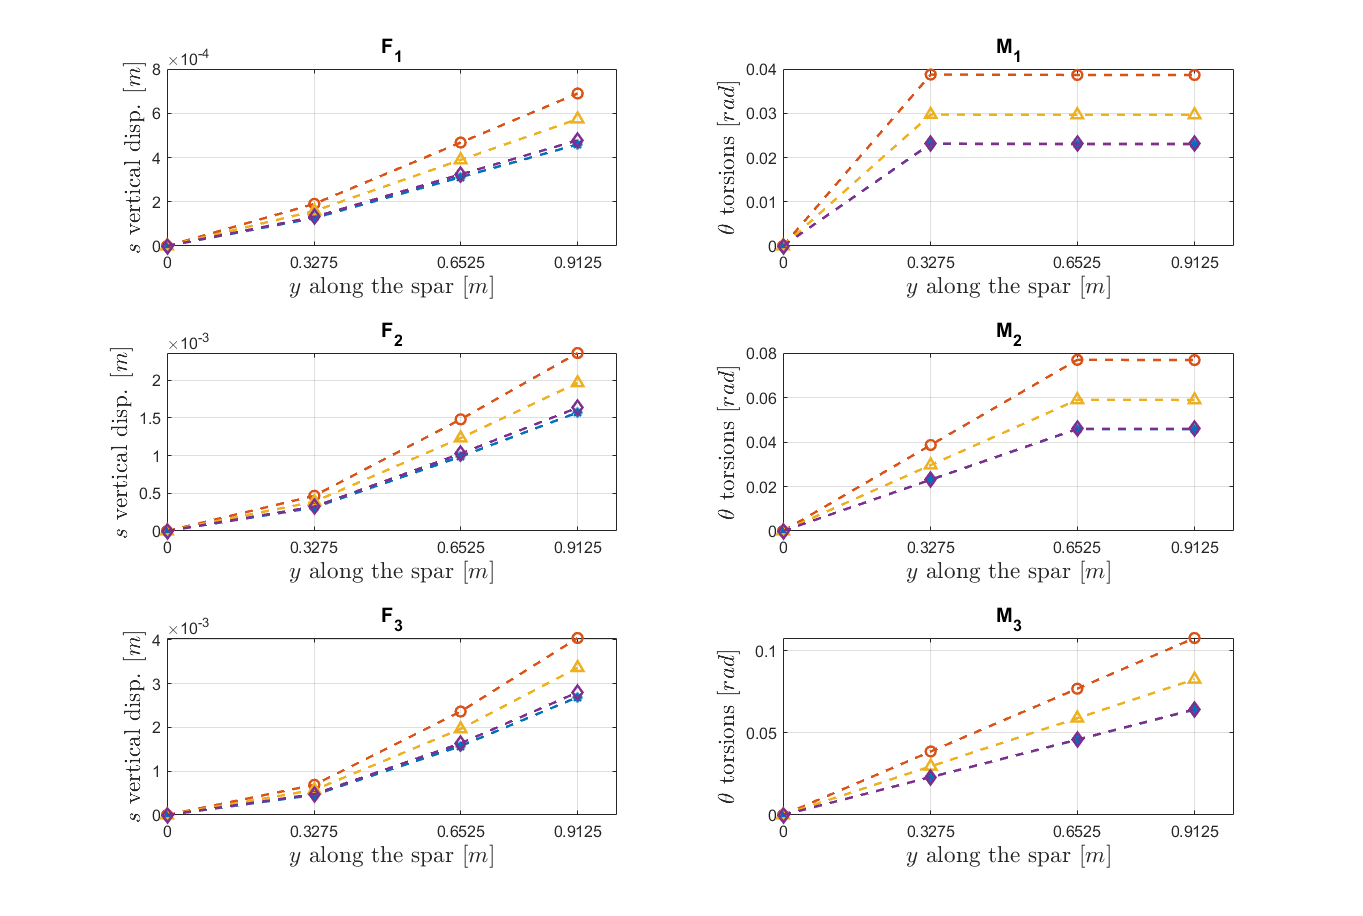 F1
×10-4
s vertical disp. [m]
8
6
4
2
0
0 0.3275 0.6525 0.9125
y along the spar [m]
M1
θ torsions [rad]
0.04
0.03
0.02
0.01
0
0 0.3275 0.6525 0.9125
y along the spar [m]
F2
×10-3
s vertical disp. [m]
2
1.5
1
0.5
0
0 0.3275 0.6525 0.9125
y along the spar [m]
M2
θ torsions [rad]
0.08
0.06
0.04
0.02
0
0 0.3275 0.6525 0.9125
y along the spar [m]
F3
×10-3
s vertical disp. [m]
4
3
2
1
0
0 0.3275 0.6525 0.9125
y along the spar [m]
M3
θ torsions [rad]
0.1
0.05
0
0 0.3275 0.6525 0.9125
y along the spar [m]